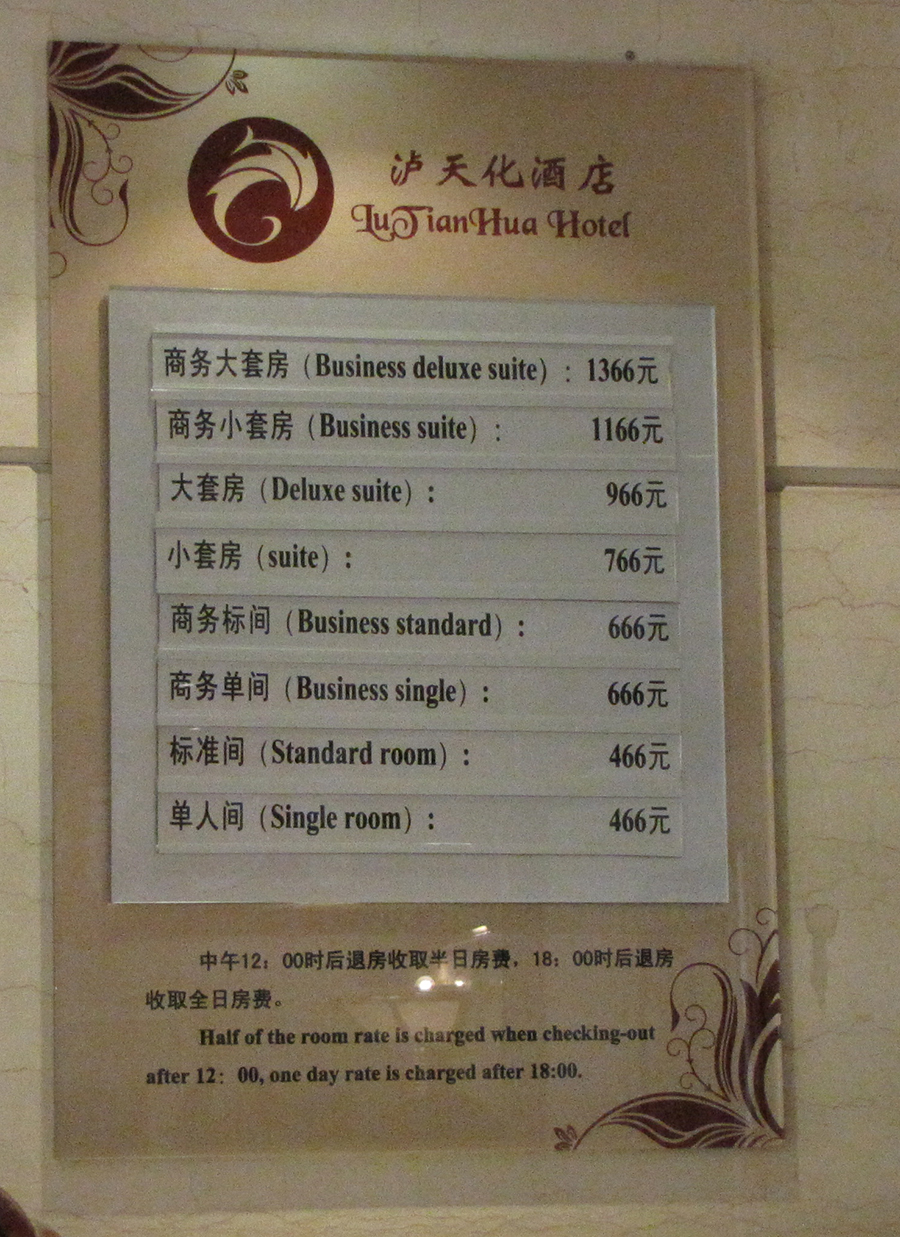 泸天化酒店
LuTianHua Hotel
商务大套房（Business deluxe suite）：1366元
商务小套房（Business suite）： 1166元
大套房（Deluxe suite）： 966元
小套房（suite）： 766元
商务标间（Business standard）： 666元
商务单间（Business single）： 666元
标准间（Standard room）： 466元
单人间（Single room）： 466元
中午12：00时后退房收取半日房费，18：00时后退房
收取全日房费。
Half of the room rate is charged when checking-out
after 12：00, one day rate is charged after 18:00.